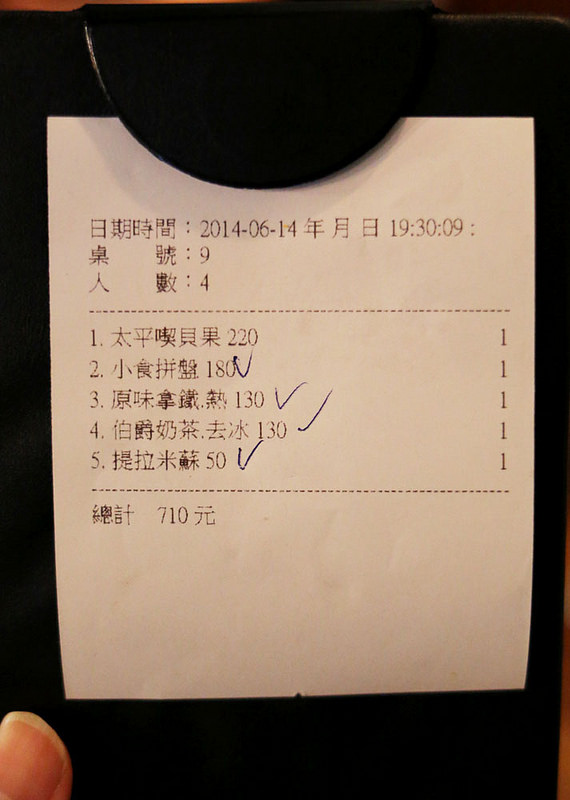 日期時間：2014-06-14 年 月 日 19:30:09 :
桌　　號：9
人　　數：4
1. 太平喫貝果 220 1
2. 小食拼盤 180 1
3. 原味拿鐵.熱 130 1
4. 伯爵奶茶.去冰 130 1
5. 提拉米蘇 50 1
總計　710 元